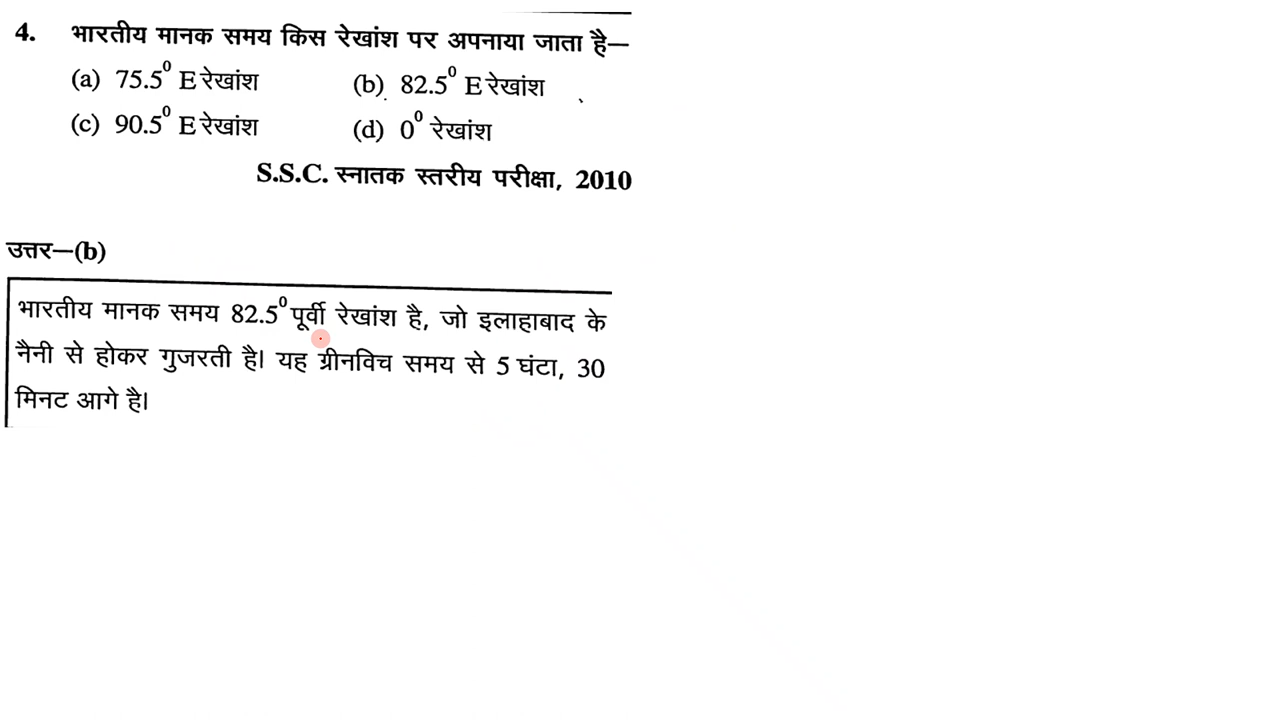 4. भारतीय मानक समय किस रेखांश पर अपनाया जाता है—
(a) 75.5⁰ E रेखांश (b) 82.5⁰ E रेखांश
(c) 90.5⁰ E रेखांश (d) 0⁰ रेखांश
S.S.C. स्नातक स्तरीय परीक्षा, 2010
उत्तर—(b)
भारतीय मानक समय 82.5⁰ पूर्वी रेखांश है, जो इलाहाबाद के
नैनी से होकर गुजरती है। यह ग्रीनविच समय से 5 घंटा, 30
मिनट आगे है।